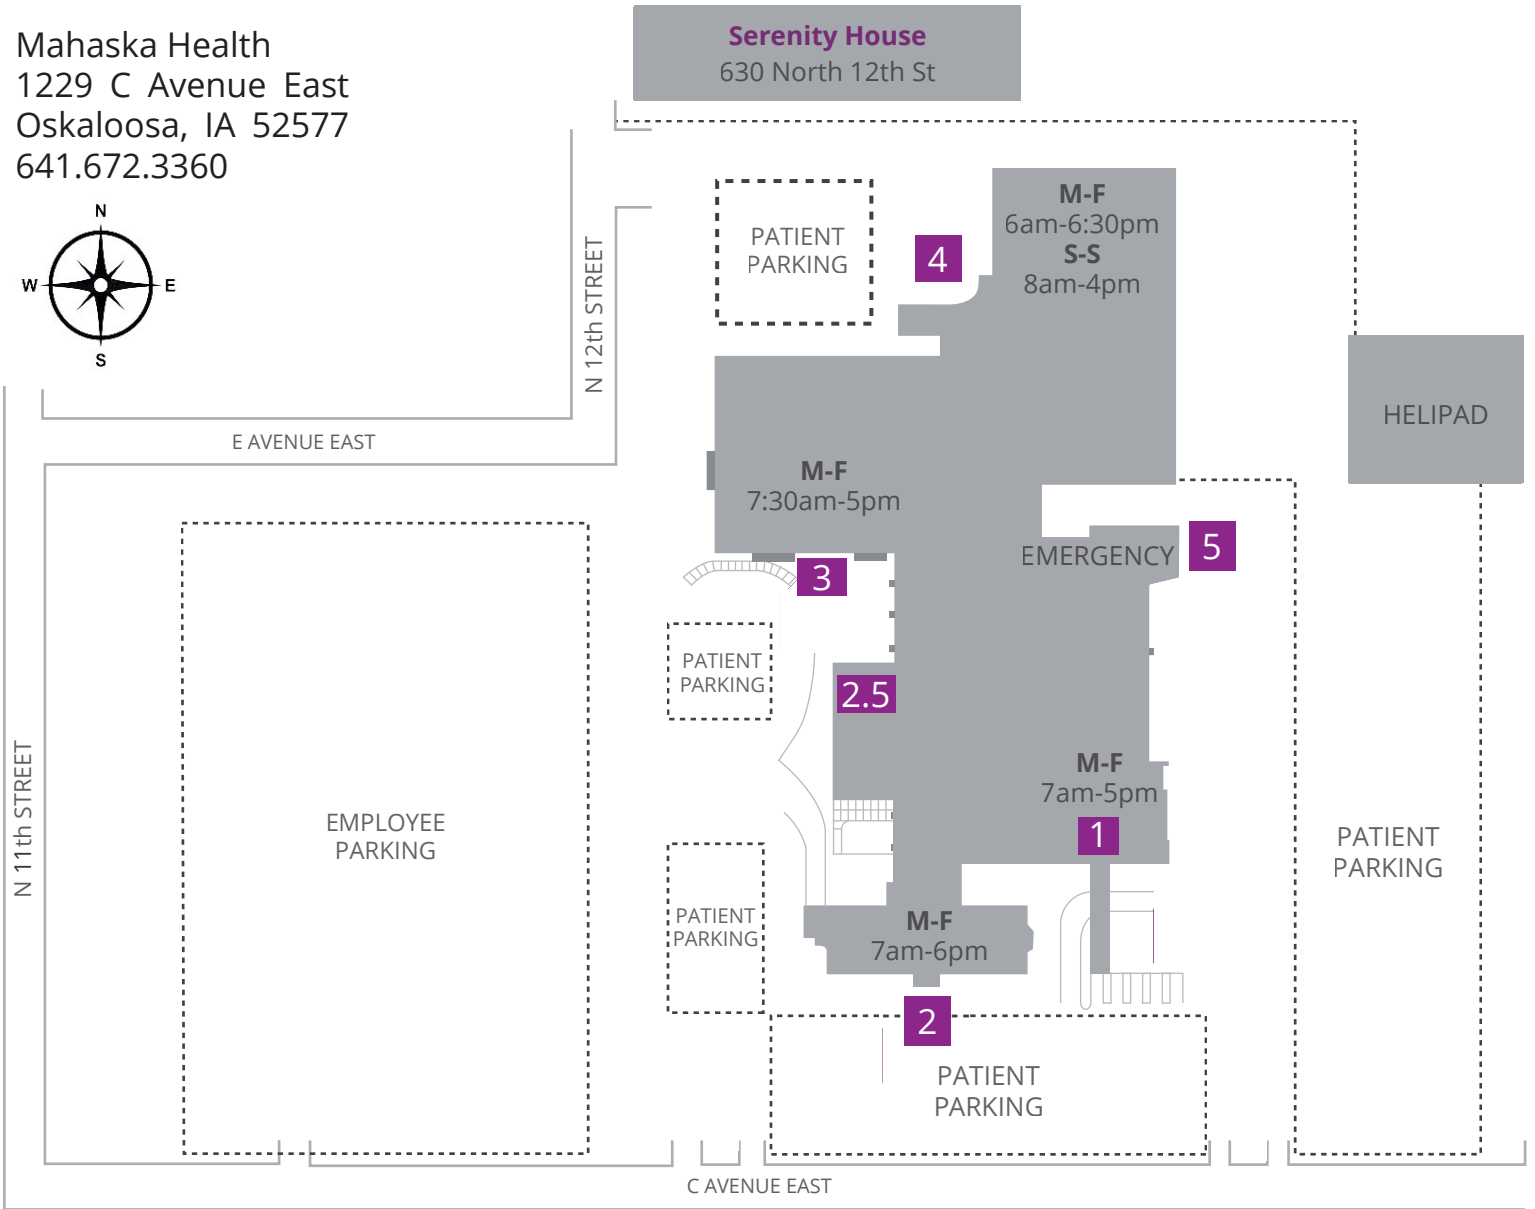 Mahaska Health
1229 C Avenue East
Oskaloosa, IA 52577
641.672.3360
Serenity House
630 North 12th St
N
W
E
S
N 12th STREET
PATIENT
PARKING
4
M-F
6am-6:30pm
S-S
8am-4pm
HELIPAD
E AVENUE EAST
M-F
7:30am-5pm
EMERGENCY
5
3
PATIENT
PARKING
2.5
N 11th STREET
EMPLOYEE
PARKING
M-F
7am-5pm
1
PATIENT
PARKING
PATIENT
PARKING
M-F
7am-6pm
2
PATIENT
PARKING
C AVENUE EAST